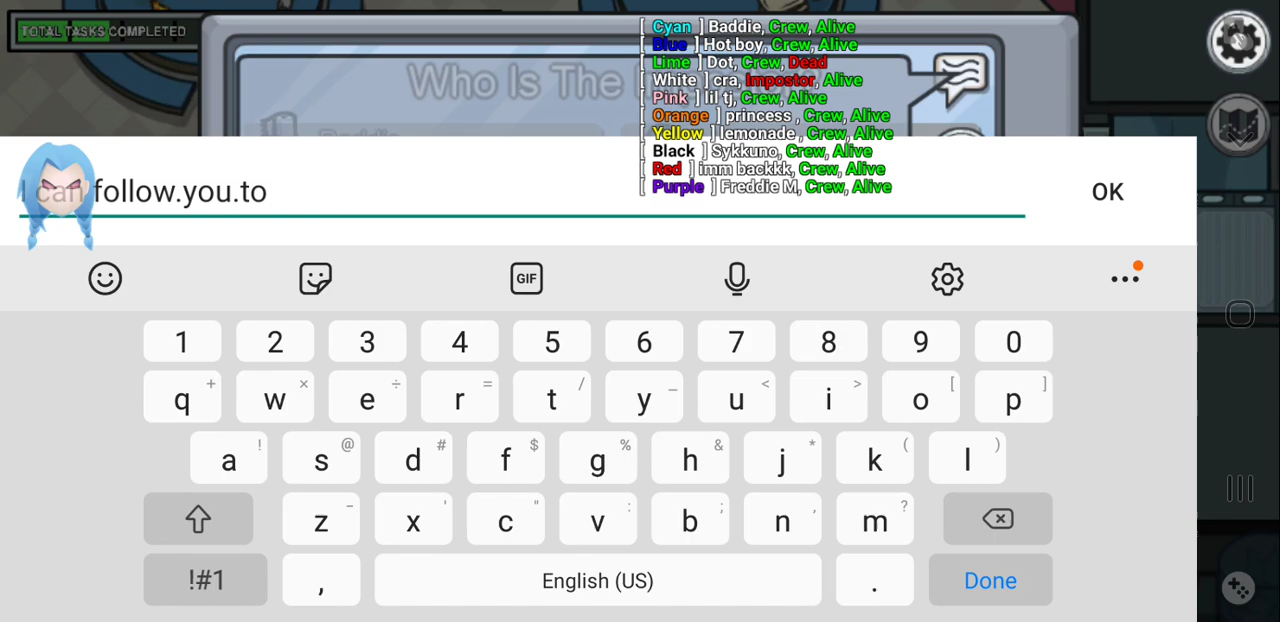 TOTAL TASKS COMPLETED
Who Is The
[ Cyan ] Baddie, Crew, Alive
[ Blue ] Hot boy, Crew, Alive
[ Lime ] Dot, Crew, Dead
[ White ] cra, Impostor, Alive
[ Pink ] lil tj, Crew, Alive
[ Orange ] princess , Crew, Alive
[ Yellow ] lemonade , Crew, Alive
[ Black ] Sykkuno, Crew, Alive
[ Red ] imm backkk, Crew, Alive
[ Purple ] Freddie M, Crew, Alive
Baddie
I can follow.you.to
OK
GIF
1 2 3 4 5 6 7 8 9 0
q + w × e ÷ r = t / y _ u < i > o [ p ]
a ! s @ d # f $ g % h & j * k ( l )
z - x ' c " v : b ; n , m ?
!#1 , English (US) . Done